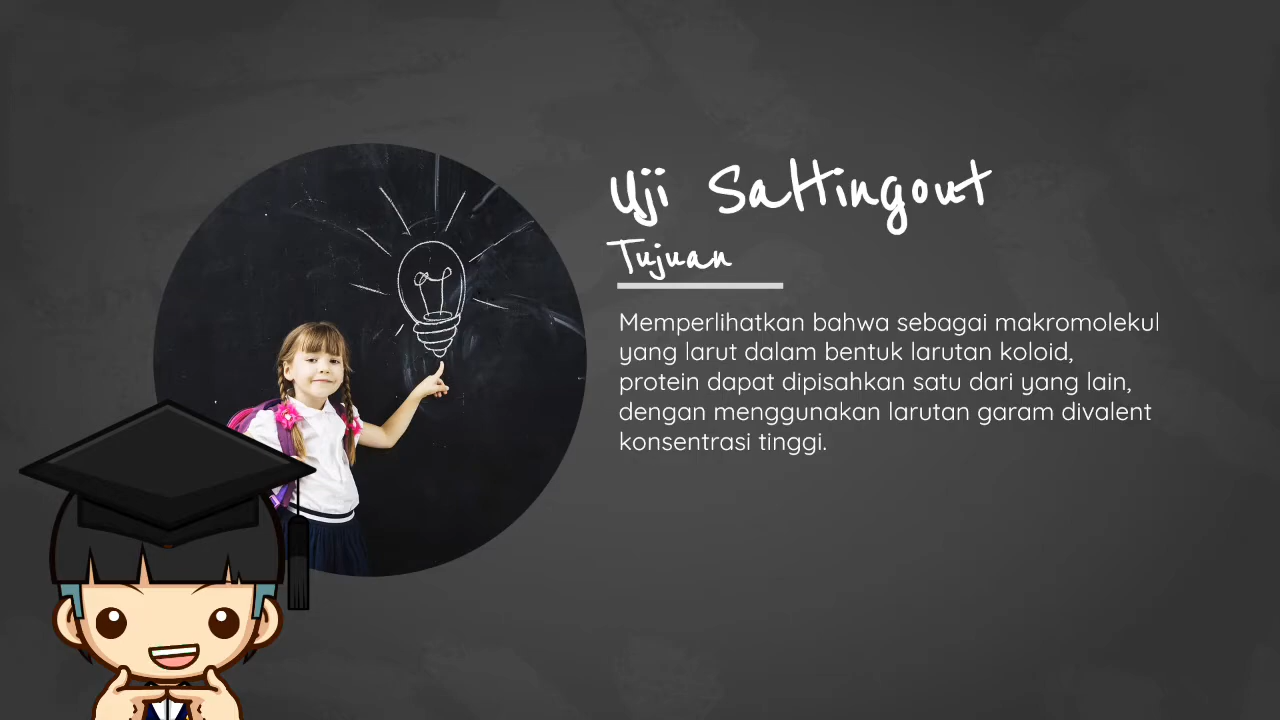 Uji Saltingout
Tujuan
Memperlihatkan bahwa sebagai makromolekul
yang larut dalam bentuk larutan koloid,
protein dapat dipisahkan satu dari yang lain,
dengan menggunakan larutan garam divalent
konsentrasi tinggi.